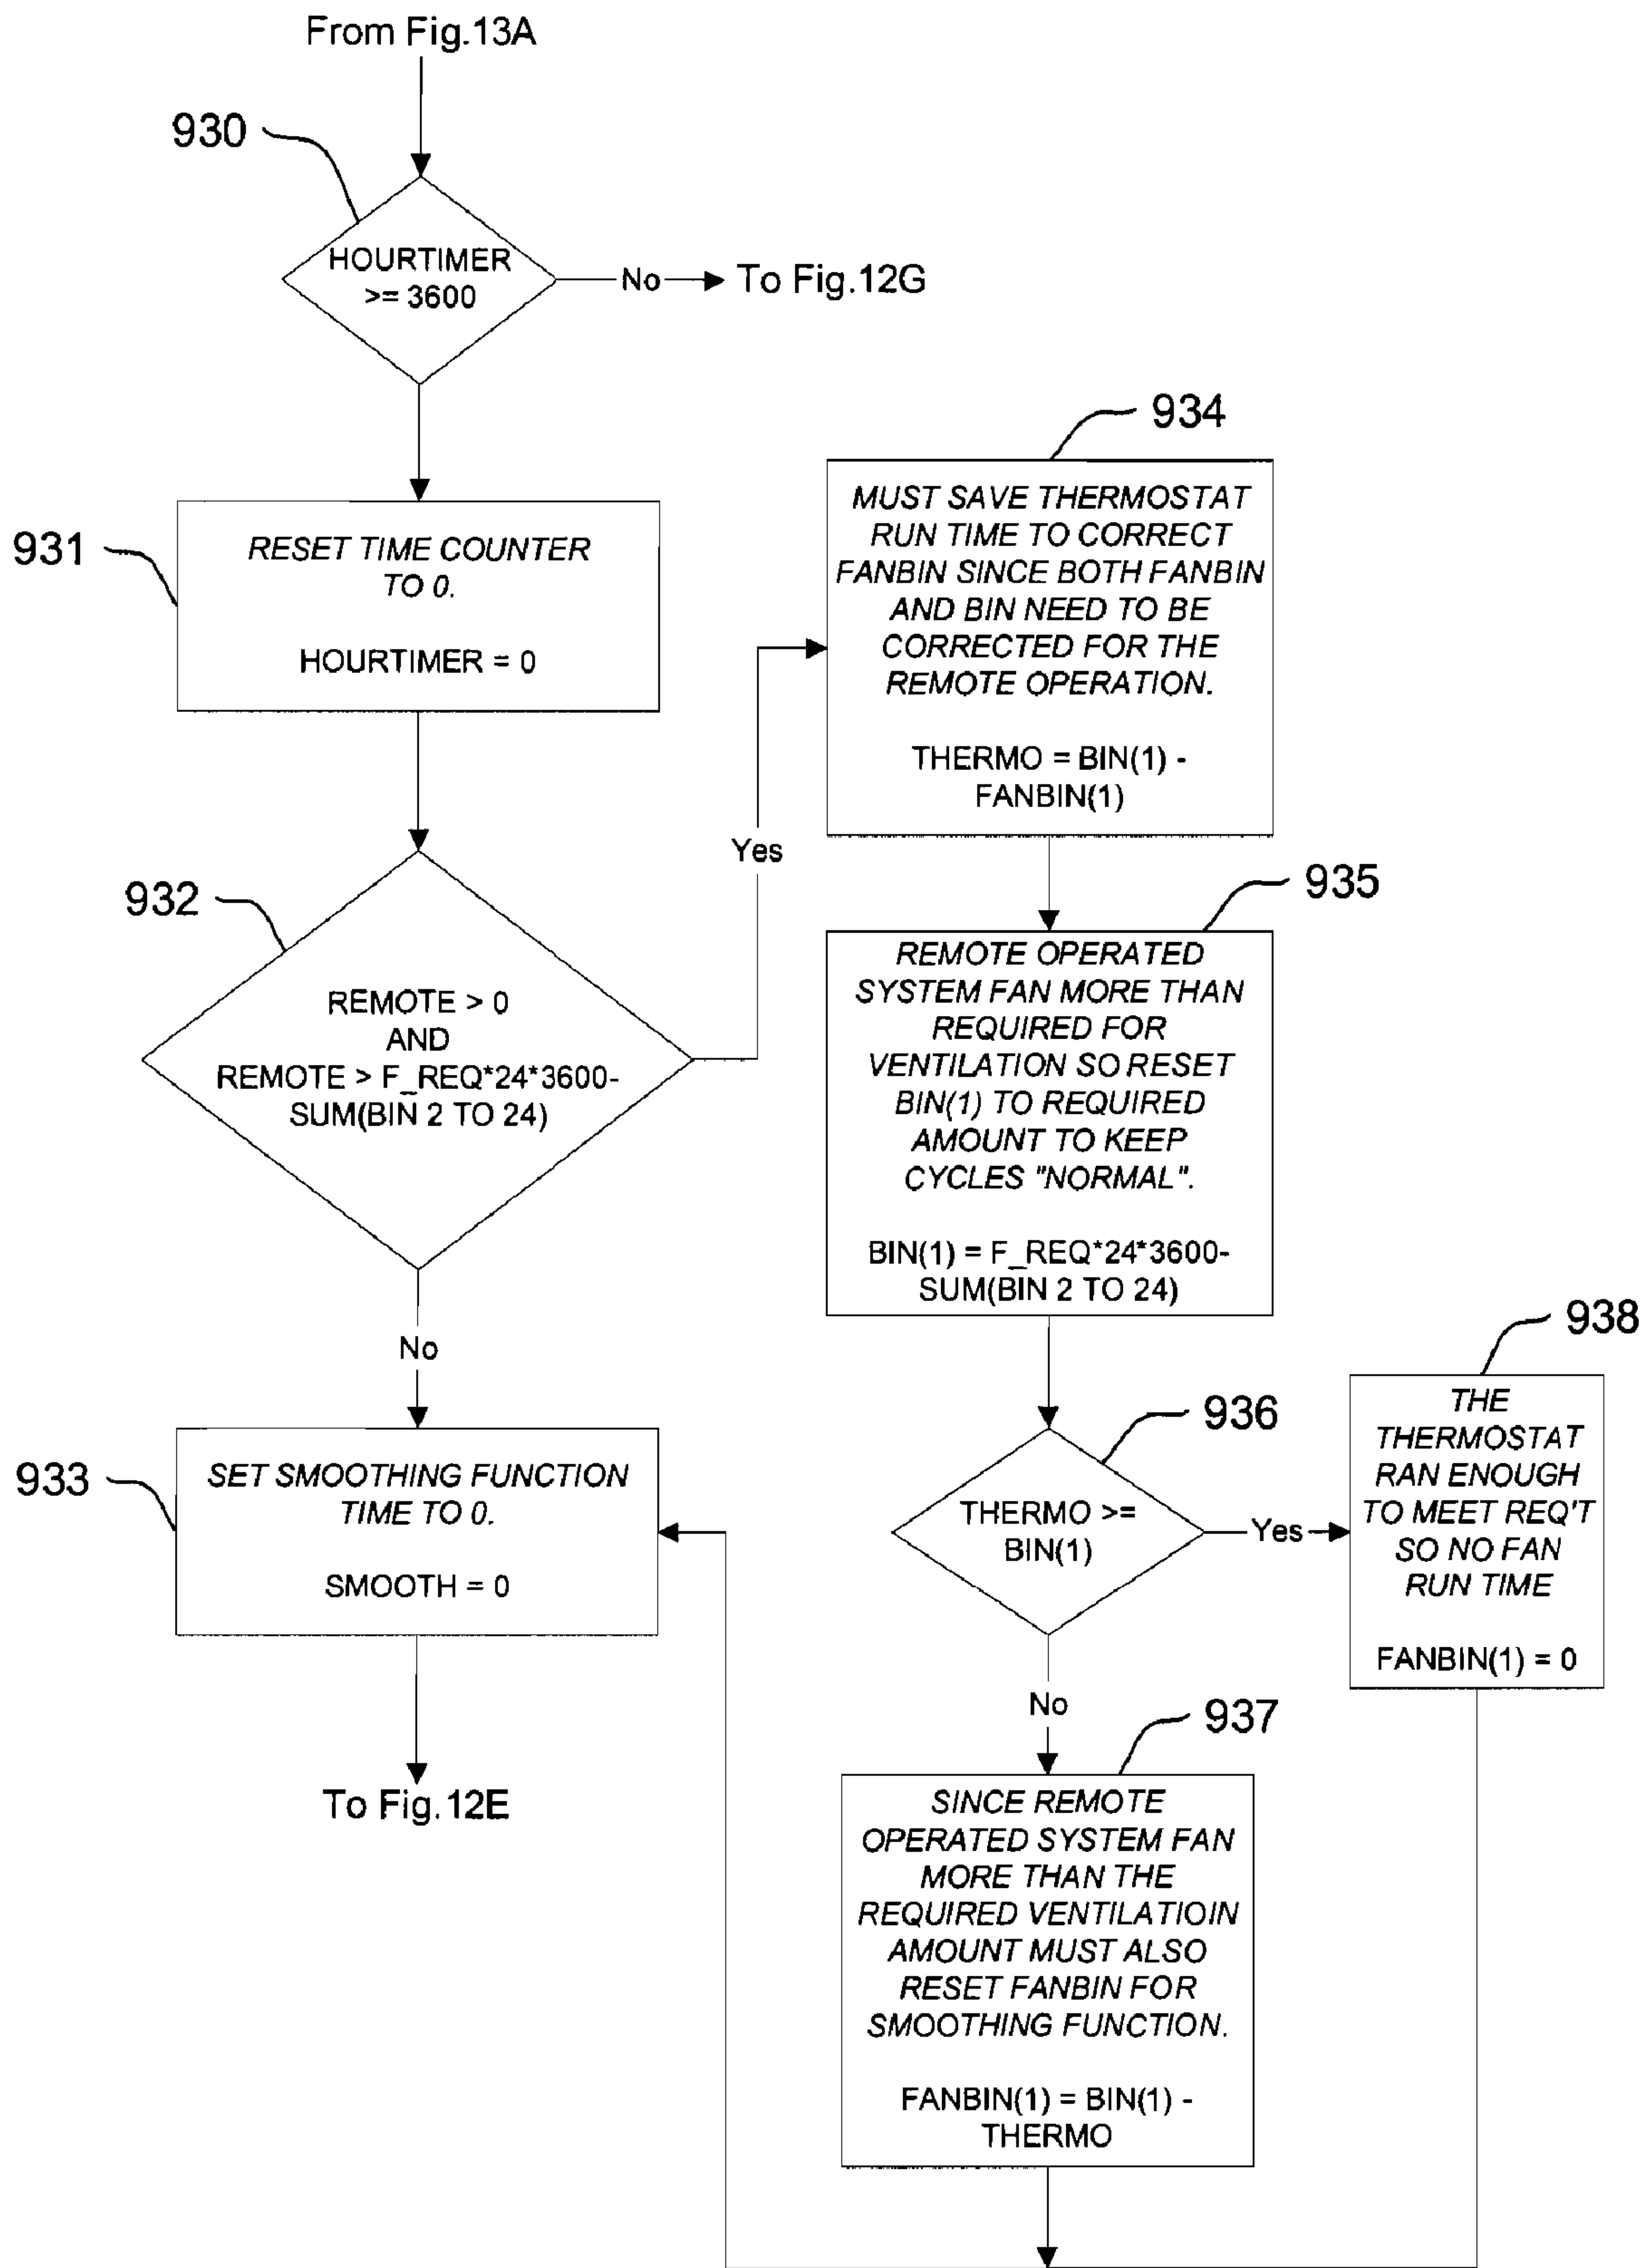 From Fig.13A
930
HOURTIMER
>= 3600
No
To Fig.12G
931
RESET TIME COUNTER
TO 0.
HOURTIMER = 0
932
REMOTE > 0
AND
REMOTE > F_REQ*24*3600-
SUM(BIN 2 TO 24)
Yes
No
933
SET SMOOTHING FUNCTION
TIME TO 0.
SMOOTH = 0
To Fig.12E
934
MUST SAVE THERMOSTAT
RUN TIME TO CORRECT
FANBIN SINCE BOTH FANBIN
AND BIN NEED TO BE
CORRECTED FOR THE
REMOTE OPERATION.
THERMO = BIN(1) -
FANBIN(1)
935
REMOTE OPERATED
SYSTEM FAN MORE THAN
REQUIRED FOR
VENTILATION SO RESET
BIN(1) TO REQUIRED
AMOUNT TO KEEP
CYCLES "NORMAL".
BIN(1) = F_REQ*24*3600-
SUM(BIN 2 TO 24)
936
THERMO >=
BIN(1)
Yes
No
938
THE
THERMOSTAT
RAN ENOUGH
TO MEET REQ'T
SO NO FAN
RUN TIME
FANBIN(1) = 0
937
SINCE REMOTE
OPERATED SYSTEM FAN
MORE THAN THE
REQUIRED VENTILATIOIN
AMOUNT MUST ALSO
RESET FANBIN FOR
SMOOTHING FUNCTION.
FANBIN(1) = BIN(1) -
THERMO